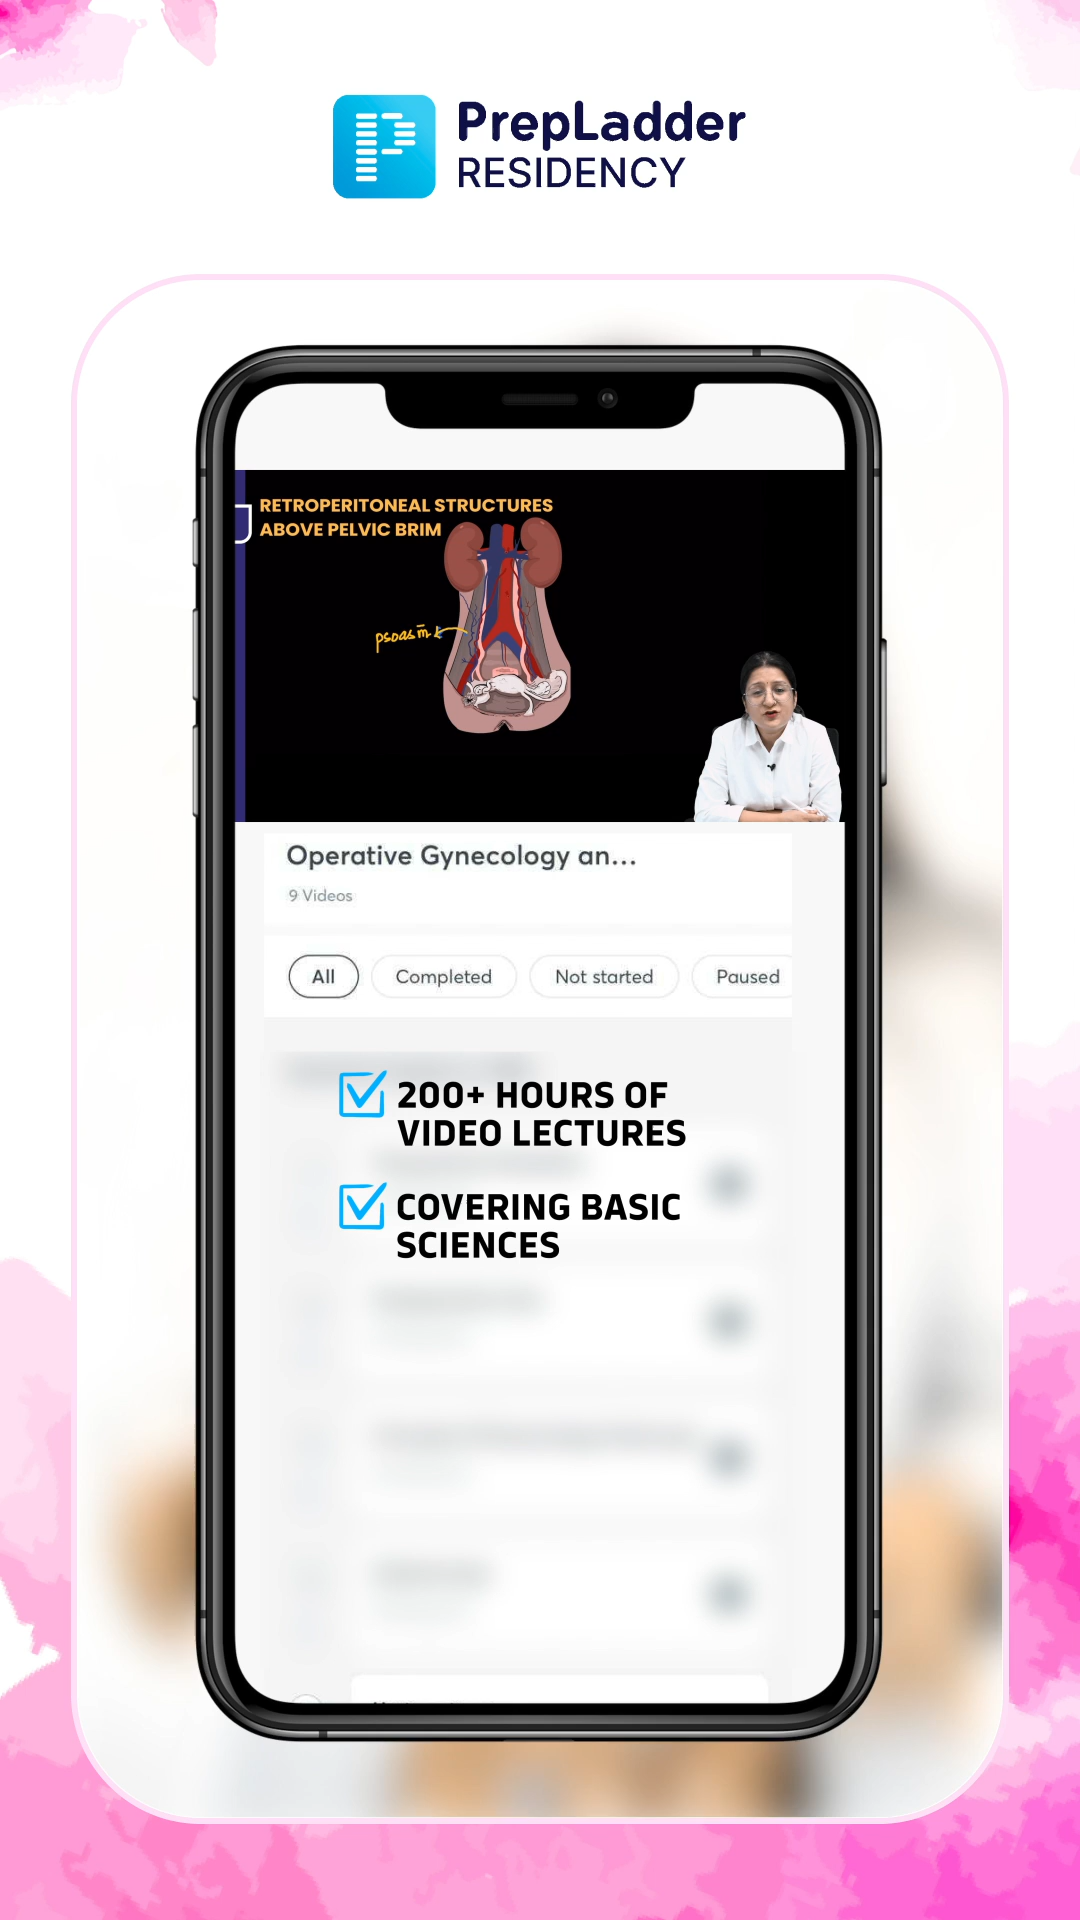 PrepLadder
RESIDENCY
RETROPERITONEAL STRUCTURES
ABOVE PELVIC BRIM
psoas m
Operative Gynecology an...
9 Videos
All
Completed
Not started
Paused
200+ HOURS OF
VIDEO LECTURES
COVERING BASIC
SCIENCES